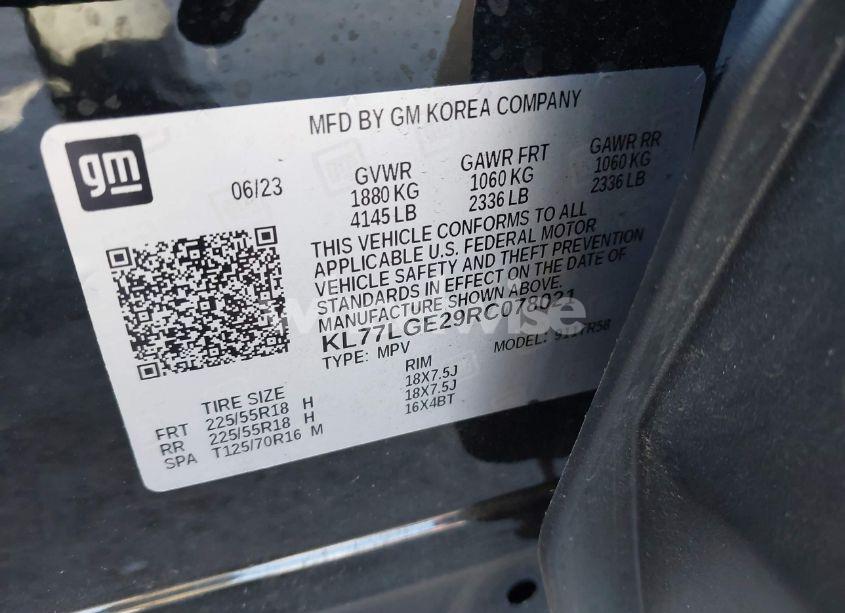 MFD BY GM KOREA COMPANY
gm
06/23
GVWR
1880 KG
4145 LB
GAWR FRT
1060 KG
2336 LB
GAWR RR
1060 KG
2336 LB
THIS VEHICLE CONFORMS TO ALL
APPLICABLE U.S. FEDERAL MOTOR
VEHICLE SAFETY AND THEFT PREVENTION
STANDARDS IN EFFECT ON THE DATE OF
MANUFACTURE SHOWN ABOVE.
KL77LGE29RC078021
TYPE: MPV
MODEL:
TIRE SIZE
RIM
FRT 225/55R18 H 18X7.5J
RR 225/55R18 H 18X7.5J
SPA T125/70R16 M 16X4BT